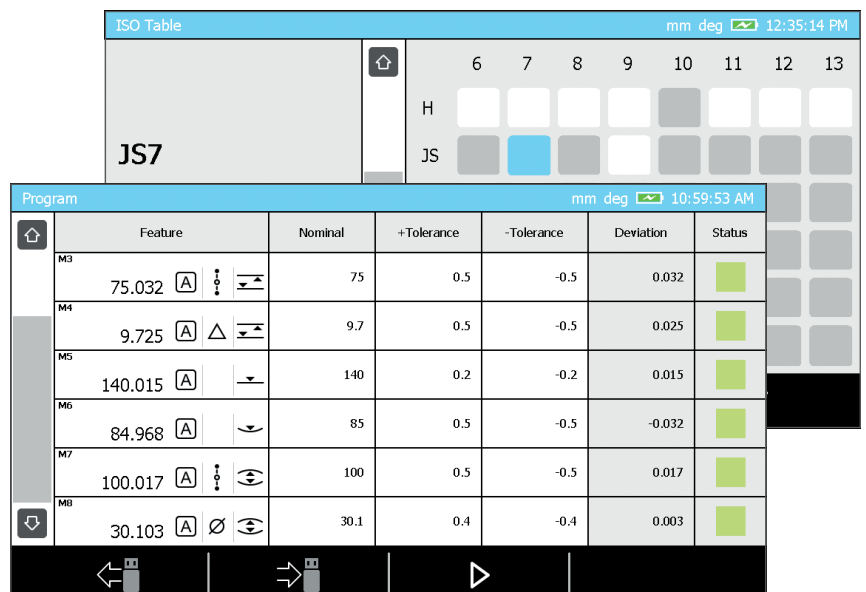 ISO Table mm deg 12:35:14 PM
6 7 8 9 10 11 12 13
H
JS7
JS
Program mm deg 10:59:53 AM
Feature Nominal +Tolerance -Tolerance Deviation Status
M3
75.032 A 75 0.5 -0.5 0.032
M4
9.725 A 9.7 0.5 -0.5 0.025
M5
140.015 A 140 0.2 -0.2 0.015
M6
84.968 A 85 0.5 -0.5 -0.032
M7
100.017 A 100 0.5 -0.5 0.017
M8
30.103 A Ø 30.1 0.4 -0.4 0.003